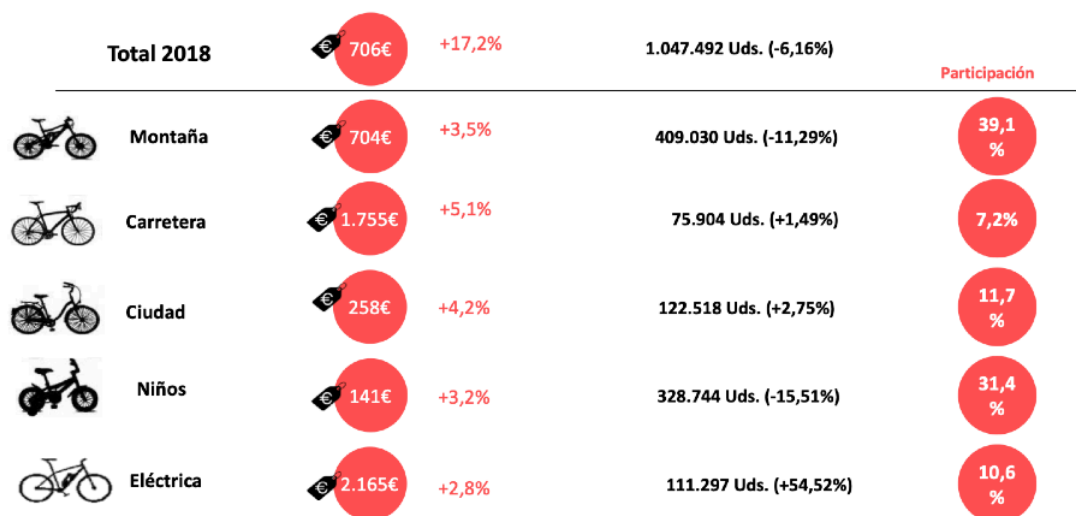 Total 2018 € 706€ +17,2% 1.047.492 Uds. (-6,16%)
Participación
Montaña € 704€ +3,5% 409.030 Uds. (-11,29%) 39,1
%
Carretera € 1.755€ +5,1% 75.904 Uds. (+1,49%) 7,2%
Ciudad € 258€ +4,2% 122.518 Uds. (+2,75%) 11,7
%
Niños € 141€ +3,2% 328.744 Uds. (-15,51%) 31,4
%
Eléctrica € 2.165€ +2,8% 111.297 Uds. (+54,52%) 10,6
%